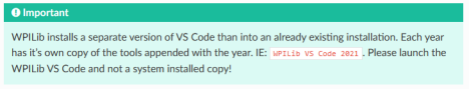 Important
WPILib installs a separate version of VS Code than into an already existing installation. Each year
has it's own copy of the tools appended with the year. IE: WPILib VS Code 2021 . Please launch the
WPILib VS Code and not a system installed copy!